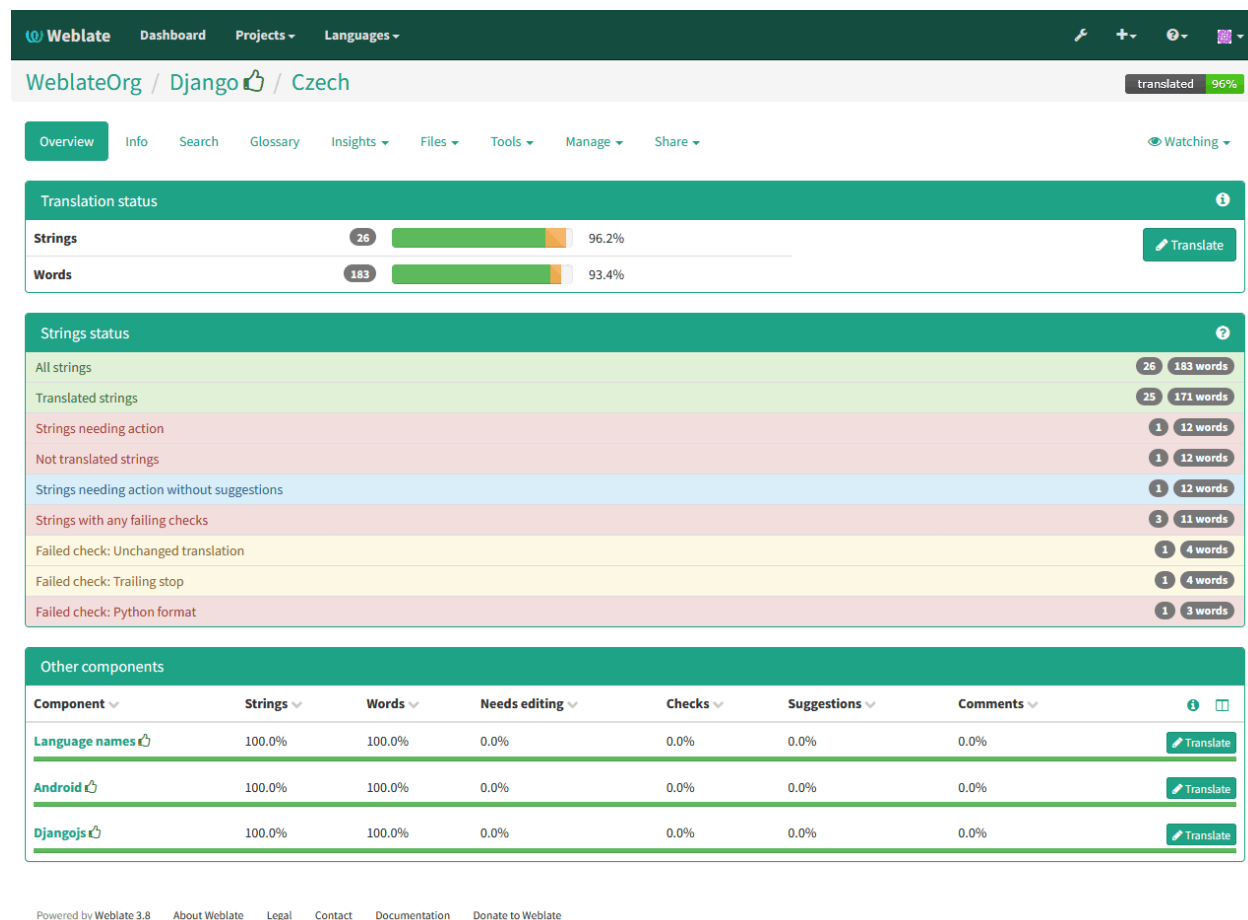 Weblate Dashboard Projects Languages
WeblateOrg / Django / Czech translated 96%
Overview Info Search Glossary Insights Files Tools Manage Share Watching
Translation status
Strings 26 96.2% Translate
Words 183 93.4%
Strings status
All strings 26 183 words
Translated strings 25 171 words
Strings needing action 1 12 words
Not translated strings 1 12 words
Strings needing action without suggestions 1 12 words
Strings with any failing checks 3 11 words
Failed check: Unchanged translation 1 4 words
Failed check: Trailing stop 1 4 words
Failed check: Python format 1 3 words
Other components
Component Strings Words Needs editing Checks Suggestions Comments
Language names 100.0% 100.0% 0.0% 0.0% 0.0% 0.0% Translate
Android 100.0% 100.0% 0.0% 0.0% 0.0% 0.0% Translate
Djangojs 100.0% 100.0% 0.0% 0.0% 0.0% 0.0% Translate
Powered by Weblate 3.8 About Weblate Legal Contact Documentation Donate to Weblate